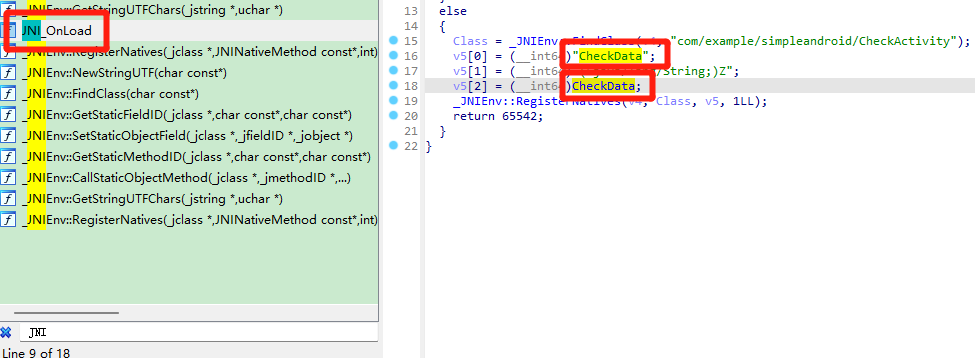 _JNIEnv::GetStringUTFChars(_jstring *,uchar *)
JNI_OnLoad
_JNIEnv::RegisterNatives(_jclass *,JNINativeMethod const*,int)
_JNIEnv::NewStringUTF(char const*)
_JNIEnv::FindClass(char const*)
_JNIEnv::GetStaticFieldID(_jclass *,char const*,char const*)
_JNIEnv::SetStaticObjectField(_jclass *,_jfieldID *,_jobject *)
_JNIEnv::GetStaticMethodID(_jclass *,char const*,char const*)
_JNIEnv::CallStaticObjectMethod(_jclass *,_jmethodID *,...)
_JNIEnv::GetStringUTFChars(_jstring *,uchar *)
_JNIEnv::RegisterNatives(_jclass *,JNINativeMethod const*,int)
JNI
Line 9 of 18
13 else
14 {
15 Class = _JNIEnv::FindClass( "com/example/simpleandroid/CheckActivity");
16 v5[0] = (__int64)"CheckData";
17 v5[1] = (__int64) /String;)Z";
18 v5[2] = (__int64)CheckData;
19 _JNIEnv::RegisterNatives(v4, Class, v5, 1LL);
20 return 65542;
21 }
22 }